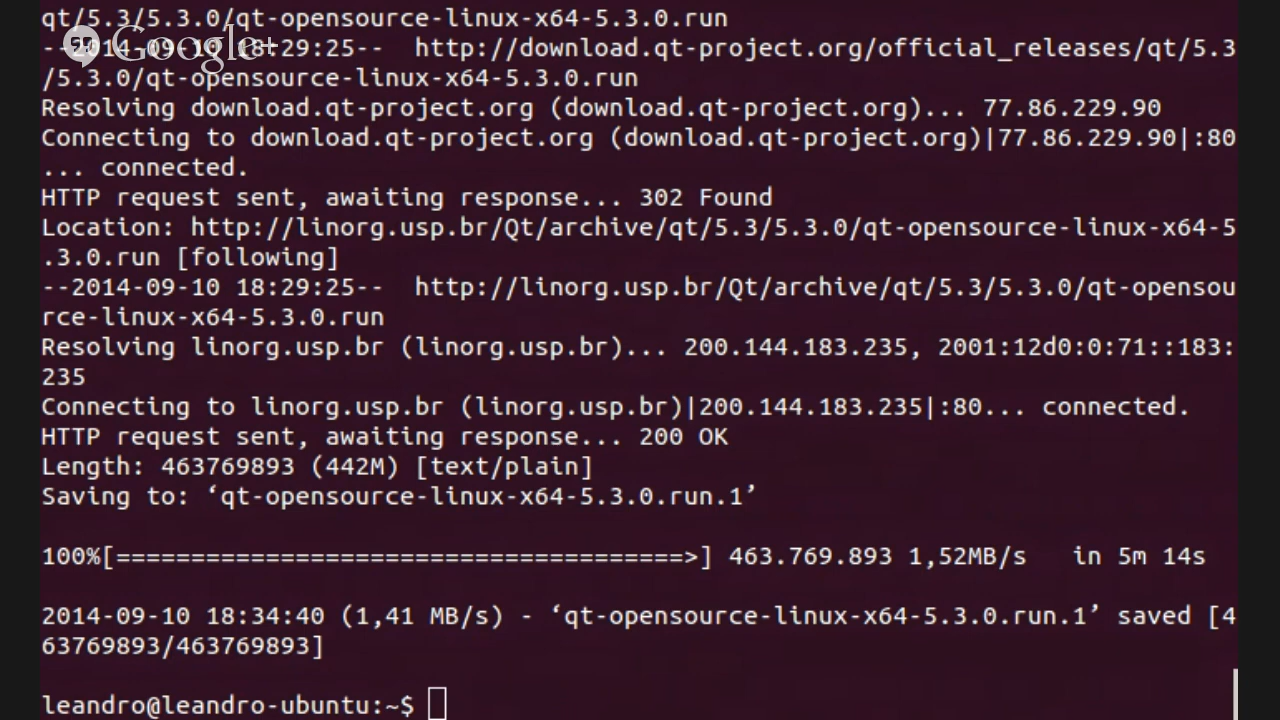 qt/5.3/5.3.0/qt-opensource-linux-x64-5.3.0.run
Google+
--2014-09-10 18:29:25--  http://download.qt-project.org/official_releases/qt/5.3
/5.3.0/qt-opensource-linux-x64-5.3.0.run
Resolving download.qt-project.org (download.qt-project.org)... 77.86.229.90
Connecting to download.qt-project.org (download.qt-project.org)|77.86.229.90|:80
... connected.
HTTP request sent, awaiting response... 302 Found
Location: http://linorg.usp.br/Qt/archive/qt/5.3/5.3.0/qt-opensource-linux-x64-5
.3.0.run [following]
--2014-09-10 18:29:25--  http://linorg.usp.br/Qt/archive/qt/5.3/5.3.0/qt-opensou
rce-linux-x64-5.3.0.run
Resolving linorg.usp.br (linorg.usp.br)... 200.144.183.235, 2001:12d0:0:71::183:
235
Connecting to linorg.usp.br (linorg.usp.br)|200.144.183.235|:80... connected.
HTTP request sent, awaiting response... 200 OK
Length: 463769893 (442M) [text/plain]
Saving to: ‘qt-opensource-linux-x64-5.3.0.run.1’
100%[======================================>] 463.769.893 1,52MB/s   in 5m 14s
2014-09-10 18:34:40 (1,41 MB/s) - ‘qt-opensource-linux-x64-5.3.0.run.1’ saved [4
63769893/463769893]
leandro@leandro-ubuntu:~$